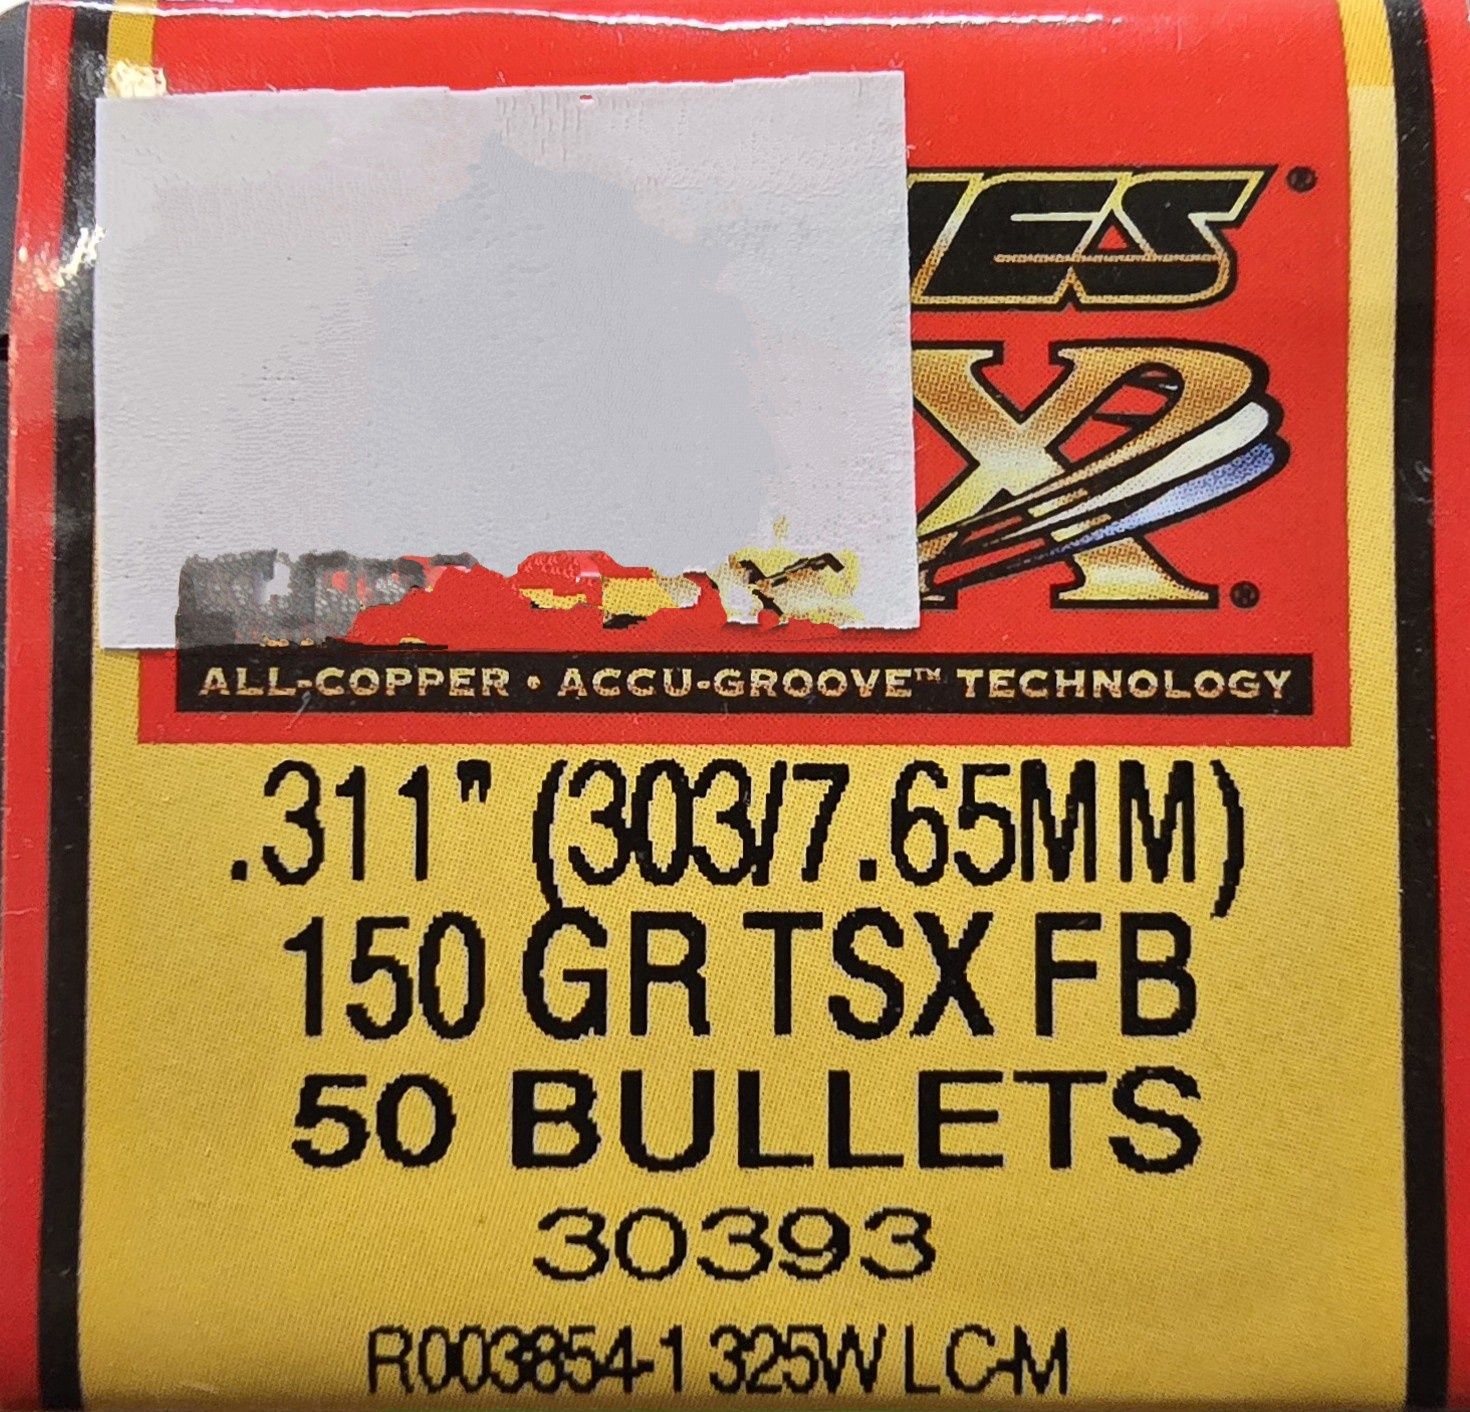 ALL-COPPER • ACCU-GROOVE™ TECHNOLOGY
.311" (303/7.65MM)
150 GR TSX FB
50 BULLETS
30393
R003854-1 325W LC-M